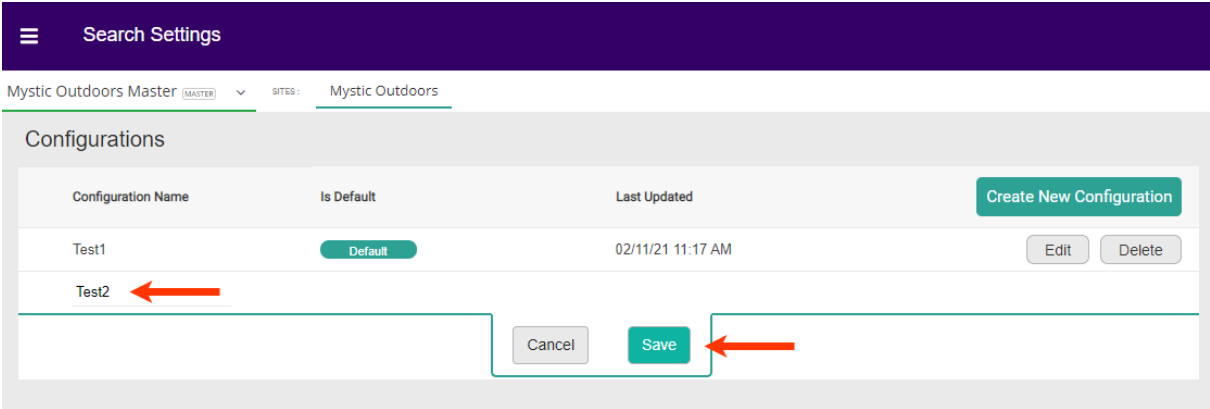 Search Settings
Mystic Outdoors Master MASTER SITES: Mystic Outdoors
Configurations
Configuration Name Is Default Last Updated Create New Configuration
Test1 Default 02/11/21 11:17 AM Edit Delete
Test2
Cancel Save